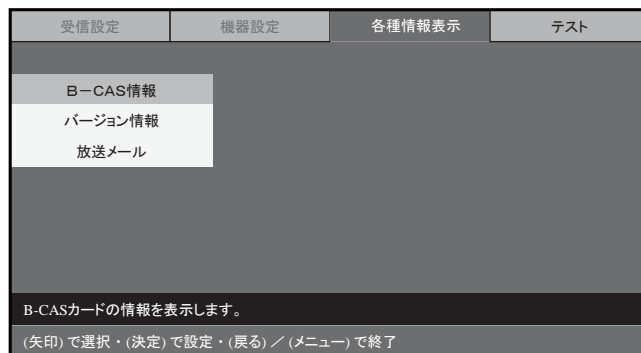 受信設定 機器設定 各種情報表示 テスト
B－CAS情報
バージョン情報
放送メール
B-CASカードの情報を表示します。
(矢印) で選択・(決定) で設定・(戻る) ／ (メニュー) で終了